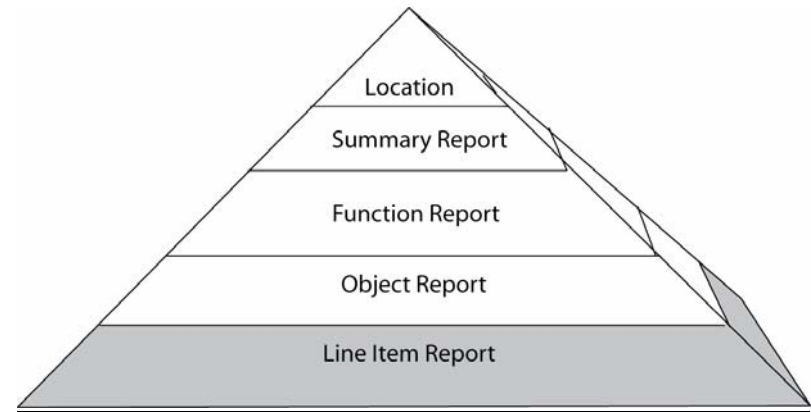 Location
Summary Report
Function Report
Object Report
Line Item Report